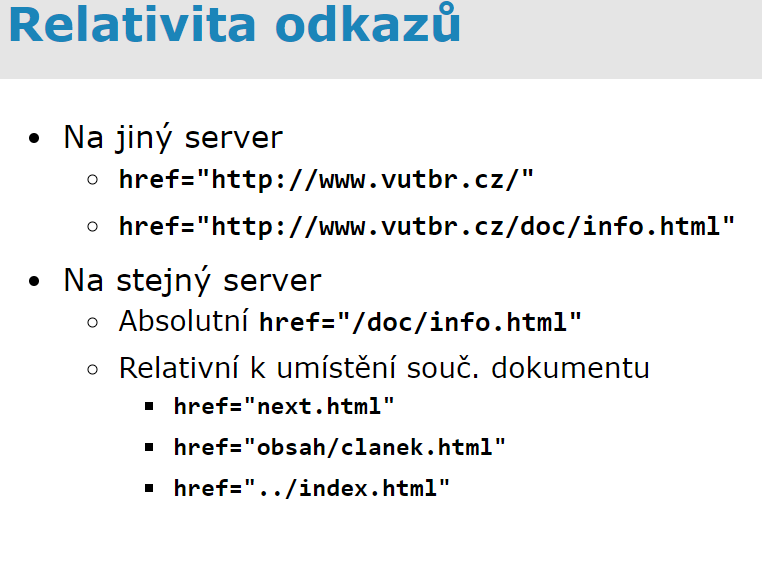 Relativita odkazů
Na jiný server
href="http://www.vutbr.cz/"
href="http://www.vutbr.cz/doc/info.html"
Na stejný server
Absolutní href="/doc/info.html"
Relativní k umístění souč. dokumentu
href="next.html"
href="obsah/clanek.html"
href="../index.html"